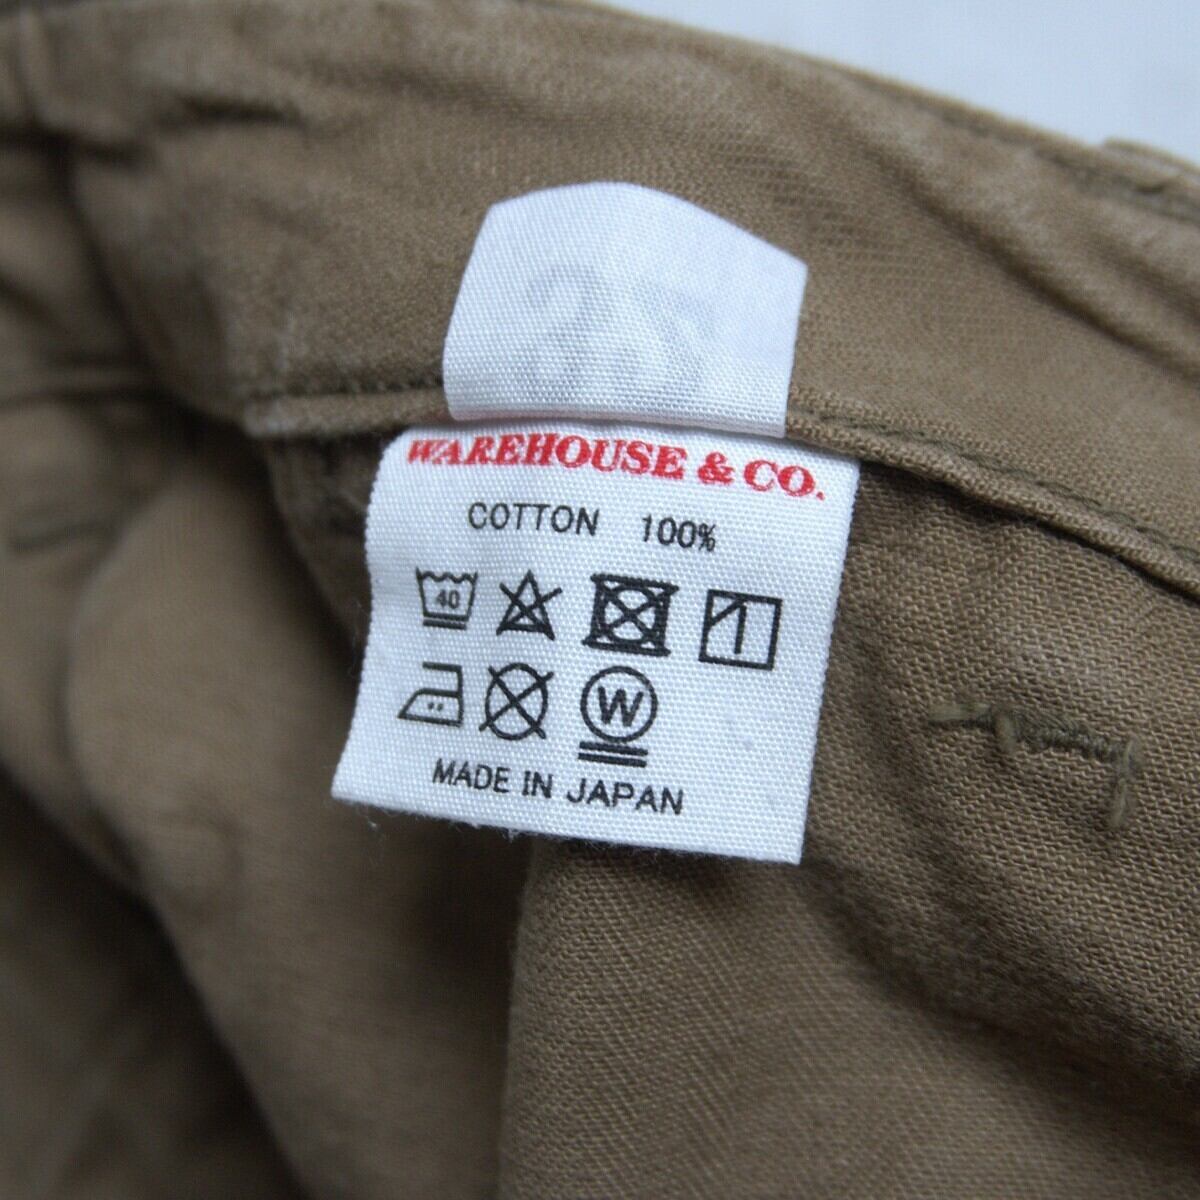 WAREHOUSE & CO.
COTTON 100%
40
W
MADE IN JAPAN